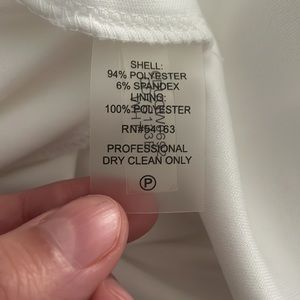 SHELL:
94% POLYESTER
6% SPANDEX
LINING:
100% POLYESTER
RN#54163
PROFESSIONAL
DRY CLEAN ONLY
P